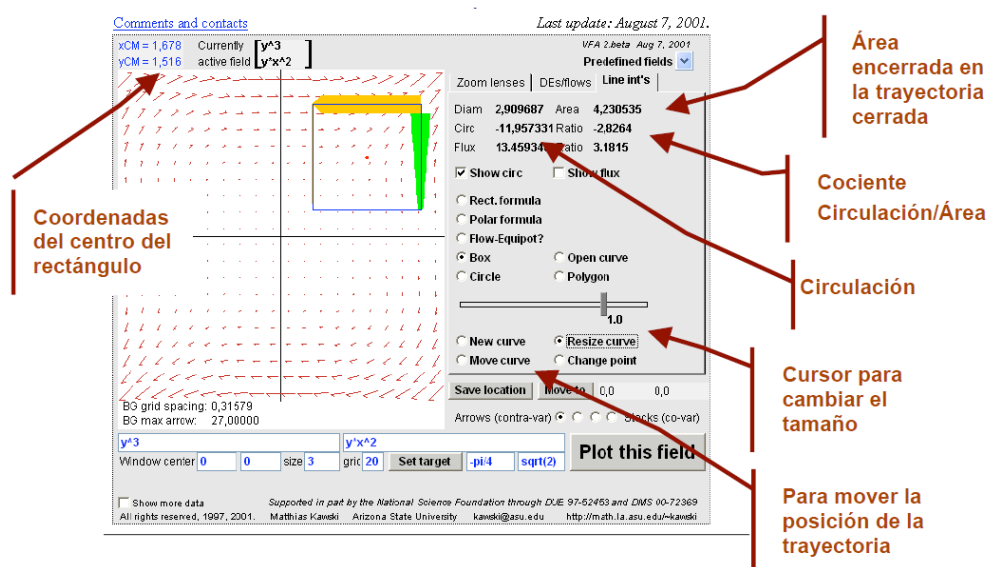 Comments and contacts
Last update: August 7, 2001.
xCM = 1,678
yCM = 1,516
Currently
active field
y^3
y*x^2
VFA 2.beta Aug 7, 2001
Predefined fields
Zoom lenses
DEs/flows
Line int's
Diam 2,909687 Area 4,230535
Circ -11,957331 Ratio -2,8264
Flux 13.45934 Ratio 3.1815
Show circ
Show flux
Rect. formula
Polar formula
Flow-Equipot?
Box
Open curve
Circle
Polygon
1.0
New curve
Resize curve
Move curve
Change point
Save location
Move to
0,0
0,0
BG grid spacing: 0,31579
BG max arrow: 27,00000
Arrows (contra-var)
Stacks (co-var)
y^3
y*x^2
Window center 0 0 size 3 grid 20 Set target -pi/4 sqrt(2)
Plot this field
Show more data
Supported in part by the National Science Foundation through DUE 97-52453 and DMS 00-72369
All rights reserved, 1997, 2001. Matthias Kawski Arizona State University kawski@asu.edu http://math.la.asu.edu/~kawski
Coordenadas
del centro del
rectángulo
Área
encerrada en
la trayectoria
cerrada
Cociente
Circulación/Área
Circulación
Cursor para
cambiar el
tamaño
Para mover la
posición de la
trayectoria